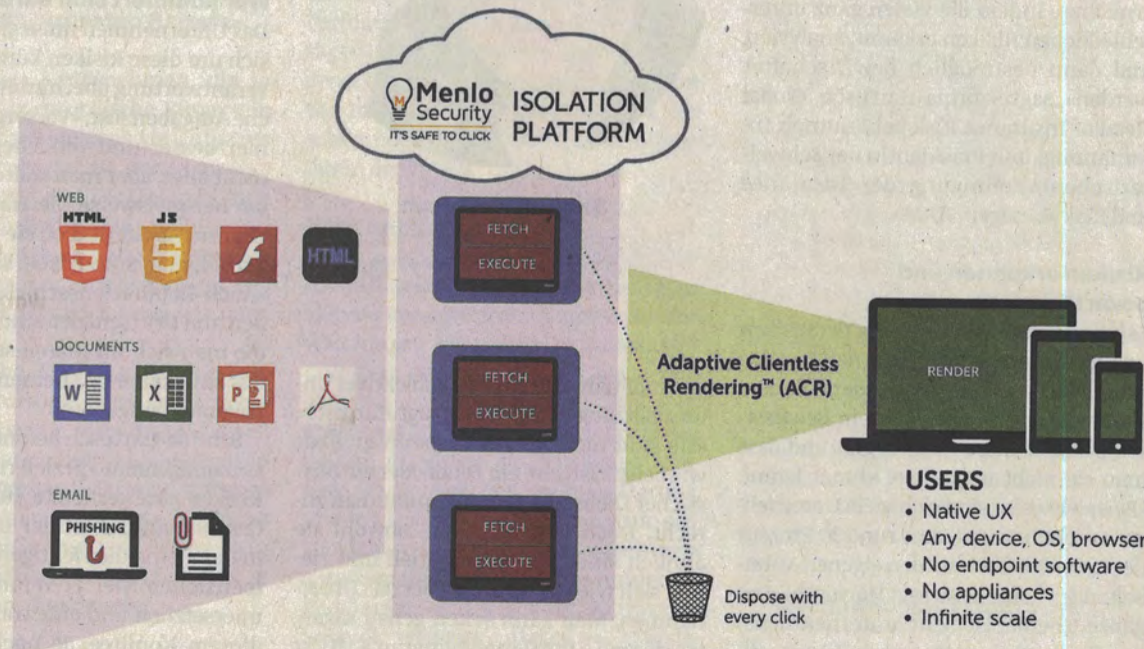 Menlo
Security
IT'S SAFE TO CLICK
ISOLATION
PLATFORM
WEB
HTML
5
JS
5
f
HTML
FETCH
EXECUTE
DOCUMENTS
W
X
P
FETCH
EXECUTE
Adaptive Clientless
Rendering™ (ACR)
RENDER
EMAIL
PHISHING
FETCH
EXECUTE
Dispose with
every click
USERS
• Native UX
• Any device, OS, browser
• No endpoint software
• No appliances
• Infinite scale